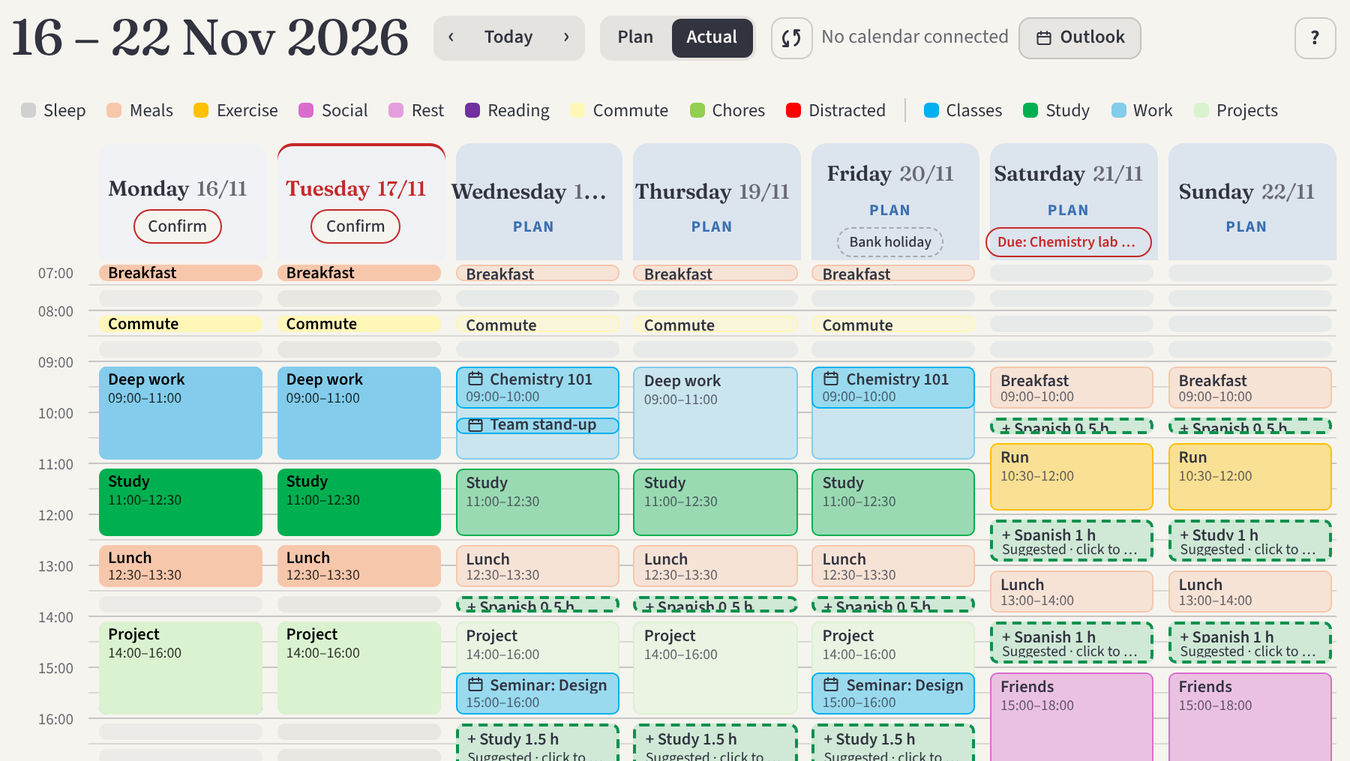 16 – 22 Nov 2026
‹ Today ›
Plan Actual
No calendar connected
Outlook
?
Sleep Meals Exercise Social Rest Reading Commute Chores Distracted Classes Study Work Projects
Monday 16/11
Confirm
Tuesday 17/11
Confirm
Wednesday 1…
PLAN
Thursday 19/11
PLAN
Friday 20/11
PLAN
Bank holiday
Saturday 21/11
PLAN
Due: Chemistry lab …
Sunday 22/11
PLAN
07:00
08:00
09:00
10:00
11:00
12:00
13:00
14:00
15:00
16:00
Breakfast
Commute
Deep work
09:00–11:00
Study
11:00–12:30
Lunch
12:30–13:30
Project
14:00–16:00
Breakfast
Commute
Deep work
09:00–11:00
Study
11:00–12:30
Lunch
12:30–13:30
Project
14:00–16:00
Breakfast
Commute
Chemistry 101
09:00–10:00
Team stand-up
Study
11:00–12:30
Lunch
12:30–13:30
+ Spanish 0.5 h
Project
14:00–16:00
Seminar: Design
15:00–16:00
+ Study 1.5 h
Suggested · click to …
Breakfast
Commute
Deep work
09:00–11:00
Study
11:00–12:30
Lunch
12:30–13:30
+ Spanish 0.5 h
Project
14:00–16:00
+ Study 1.5 h
Suggested · click to …
Breakfast
Commute
Chemistry 101
09:00–10:00
Study
11:00–12:30
Lunch
12:30–13:30
+ Spanish 0.5 h
Project
14:00–16:00
Seminar: Design
15:00–16:00
+ Study 1.5 h
Suggested · click to …
Breakfast
09:00–10:00
+ Spanish 0.5 h
Run
10:30–12:00
+ Spanish 1 h
Suggested · click to …
Lunch
13:00–14:00
+ Spanish 1 h
Suggested · click to …
Friends
15:00–18:00
Breakfast
09:00–10:00
+ Spanish 0.5 h
Run
10:30–12:00
+ Study 1 h
Suggested · click to …
Lunch
13:00–14:00
+ Spanish 1 h
Suggested · click to …
Friends
15:00–18:00